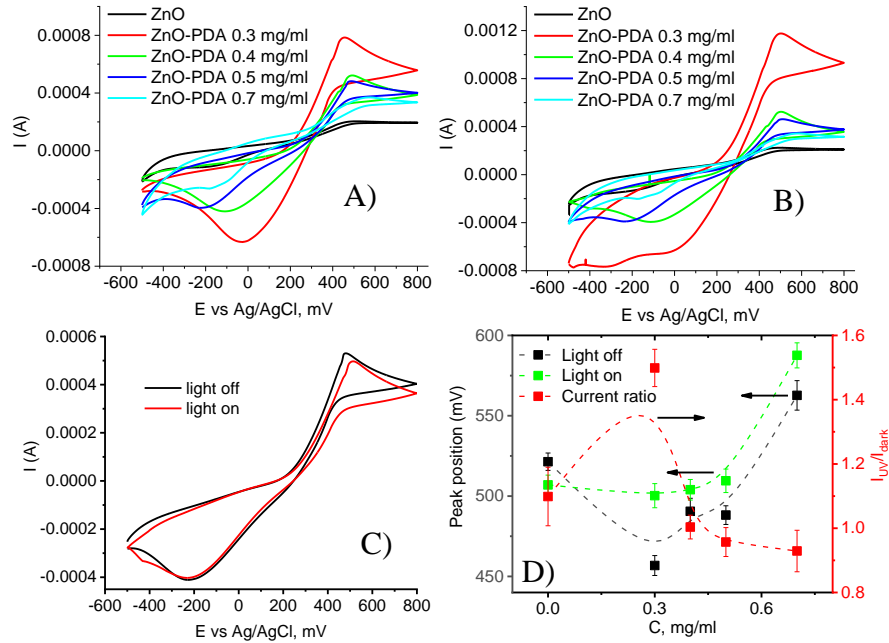 ZnO
ZnO-PDA 0.3 mg/ml
ZnO-PDA 0.4 mg/ml
ZnO-PDA 0.5 mg/ml
ZnO-PDA 0.7 mg/ml
0.0008
0.0004
0.0000
-0.0004
-0.0008
I (A)
A)
-600 -400 -200 0 200 400 600 800
E vs Ag/AgCl, mV
ZnO
ZnO-PDA 0.3 mg/ml
ZnO-PDA 0.4 mg/ml
ZnO-PDA 0.5 mg/ml
ZnO-PDA 0.7 mg/ml
0.0012
0.0008
0.0004
0.0000
-0.0004
-0.0008
I (A)
B)
-600 -400 -200 0 200 400 600 800
E vs Ag/AgCl, mV
0.0006
0.0004
0.0002
0.0000
-0.0002
-0.0004
I (A)
light off
light on
C)
-600 -400 -200 0 200 400 600 800
E vs Ag/AgCl, mV
600
550
500
450
Peak position (mV)
Light off
Light on
Current ratio
1.6
1.4
1.2
1.0
0.8
I_UV/I_dark
D)
0.0 0.3 0.6
C, mg/ml